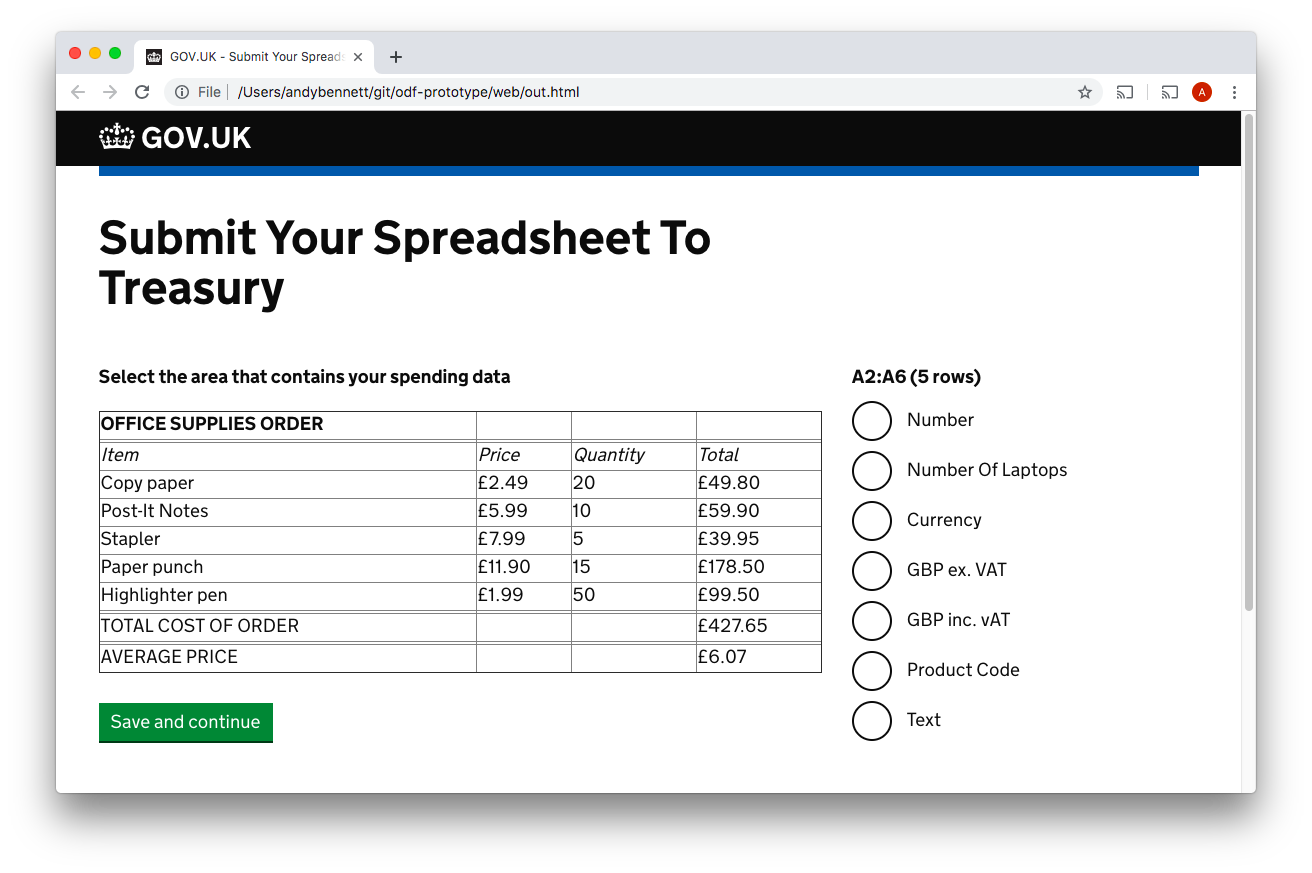 GOV.UK - Submit Your Spreads
File /Users/andybennett/git/odf-prototype/web/out.html
A
GOV.UK
Submit Your Spreadsheet To
Treasury
Select the area that contains your spending data
OFFICE SUPPLIES ORDER
Item Price Quantity Total
Copy paper £2.49 20 £49.80
Post-It Notes £5.99 10 £59.90
Stapler £7.99 5 £39.95
Paper punch £11.90 15 £178.50
Highlighter pen £1.99 50 £99.50
TOTAL COST OF ORDER £427.65
AVERAGE PRICE £6.07
Save and continue
A2:A6 (5 rows)
Number
Number Of Laptops
Currency
GBP ex. VAT
GBP inc. vAT
Product Code
Text